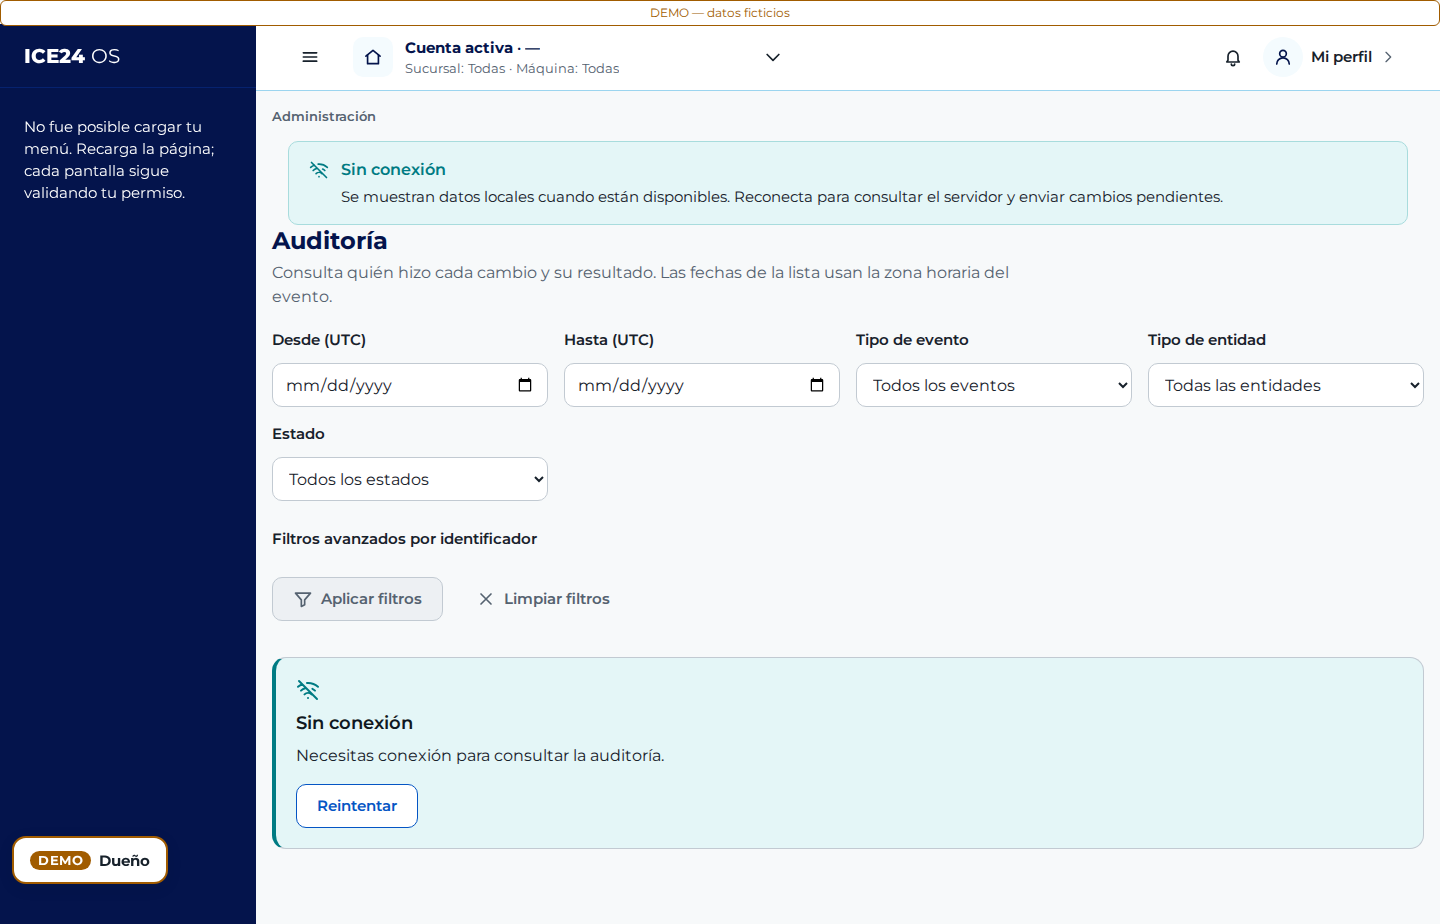 DEMO — datos ficticios
ICE24 OS
Cuenta activa · —
Sucursal: Todas · Máquina: Todas
Mi perfil
No fue posible cargar tu
menú. Recarga la página;
cada pantalla sigue
validando tu permiso.
Administración
Sin conexión
Se muestran datos locales cuando están disponibles. Reconecta para consultar el servidor y enviar cambios pendientes.
Auditoría
Consulta quién hizo cada cambio y su resultado. Las fechas de la lista usan la zona horaria del
evento.
Desde (UTC) Hasta (UTC) Tipo de evento Tipo de entidad
mm/dd/yyyy mm/dd/yyyy Todos los eventos Todas las entidades
Estado
Todos los estados
Filtros avanzados por identificador
Aplicar filtros Limpiar filtros
Sin conexión
Necesitas conexión para consultar la auditoría.
Reintentar
DEMO Dueño